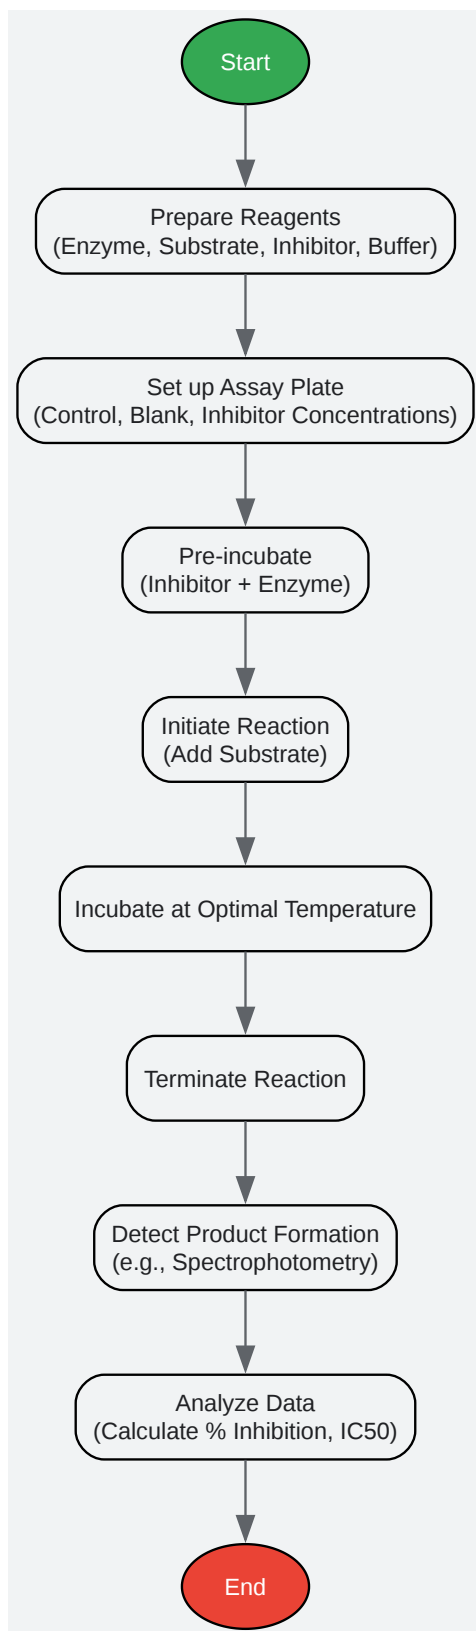 Start
Prepare Reagents
(Enzyme, Substrate, Inhibitor, Buffer)
Set up Assay Plate
(Control, Blank, Inhibitor Concentrations)
Pre-incubate
(Inhibitor + Enzyme)
Initiate Reaction
(Add Substrate)
Incubate at Optimal Temperature
Terminate Reaction
Detect Product Formation
(e.g., Spectrophotometry)
Analyze Data
(Calculate % Inhibition, IC50)
End